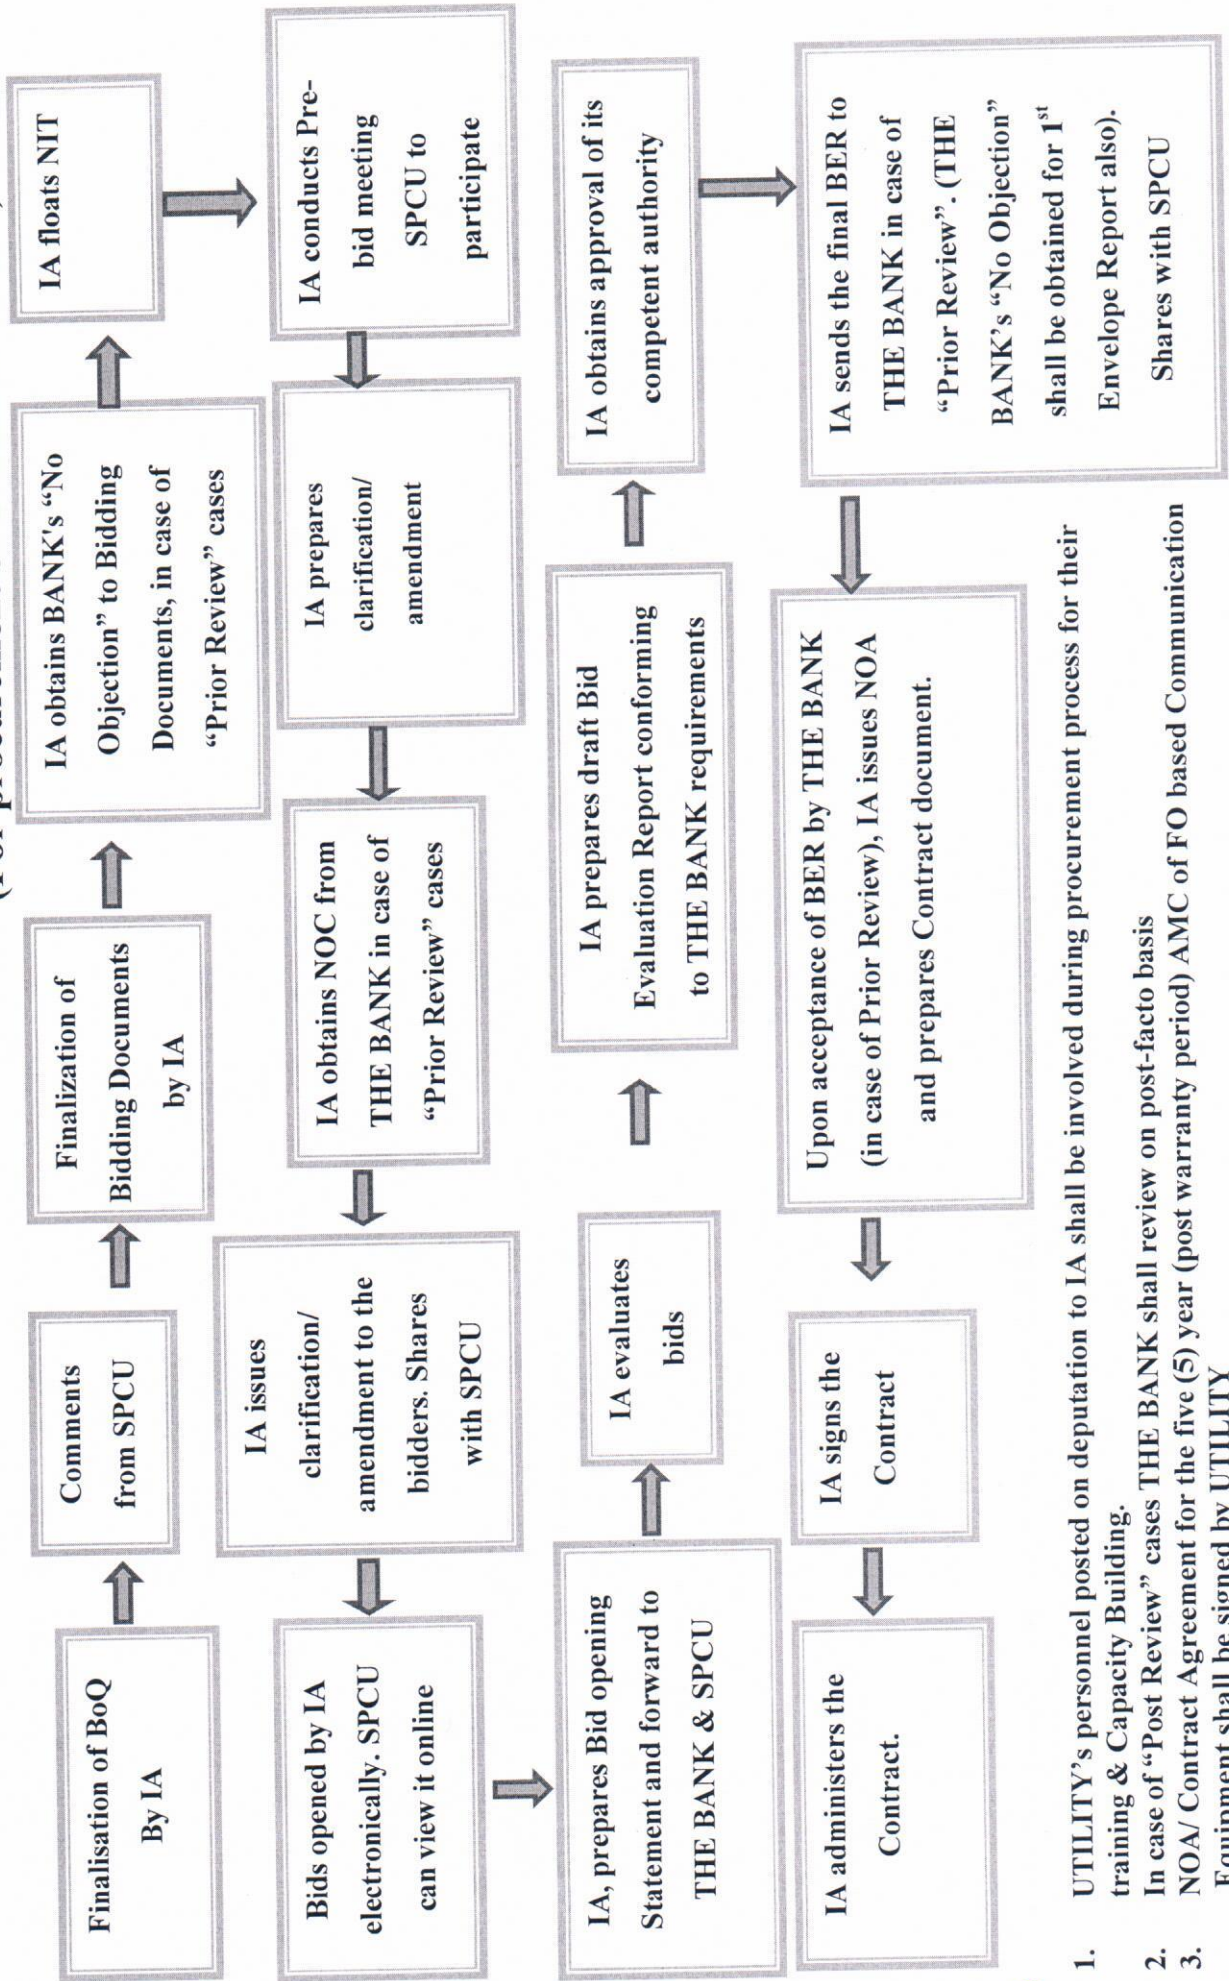 Finalisation of BoQ
By IA
Comments
from SPCU
Finalization of
Bidding Documents
by IA
IA obtains BANK's “No
Objection” to Bidding
Documents, in case of
“Prior Review” cases
IA floats NIT
IA conducts Pre-
bid meeting
SPCU to
participate
IA prepares
clarification/
amendment
IA obtains NOC from
THE BANK in case of
“Prior Review” cases
IA issues
clarification/
amendment to the
bidders. Shares
with SPCU
Bids opened by IA
electronically. SPCU
can view it online
IA, prepares Bid opening
Statement and forward to
THE BANK & SPCU
IA evaluates
bids
IA prepares draft Bid
Evaluation Report conforming
to THE BANK requirements
IA obtains approval of its
competent authority
IA sends the final BER to
THE BANK in case of
“Prior Review”. (THE
BANK's “No Objection”
shall be obtained for 1st
Envelope Report also).
Shares with SPCU
Upon acceptance of BER by THE BANK
(in case of Prior Review), IA issues NOA
and prepares Contract document.
IA signs the
Contract
IA administers the
Contract.
1. UTILITY's personnel posted on deputation to IA shall be involved during procurement process for their
training & Capacity Building.
2. In case of “Post Review” cases THE BANK shall review on post-facto basis
3. NOA/ Contract Agreement for the five (5) year (post warranty period) AMC of FO based Communication
Equipment shall be signed by UTILITY